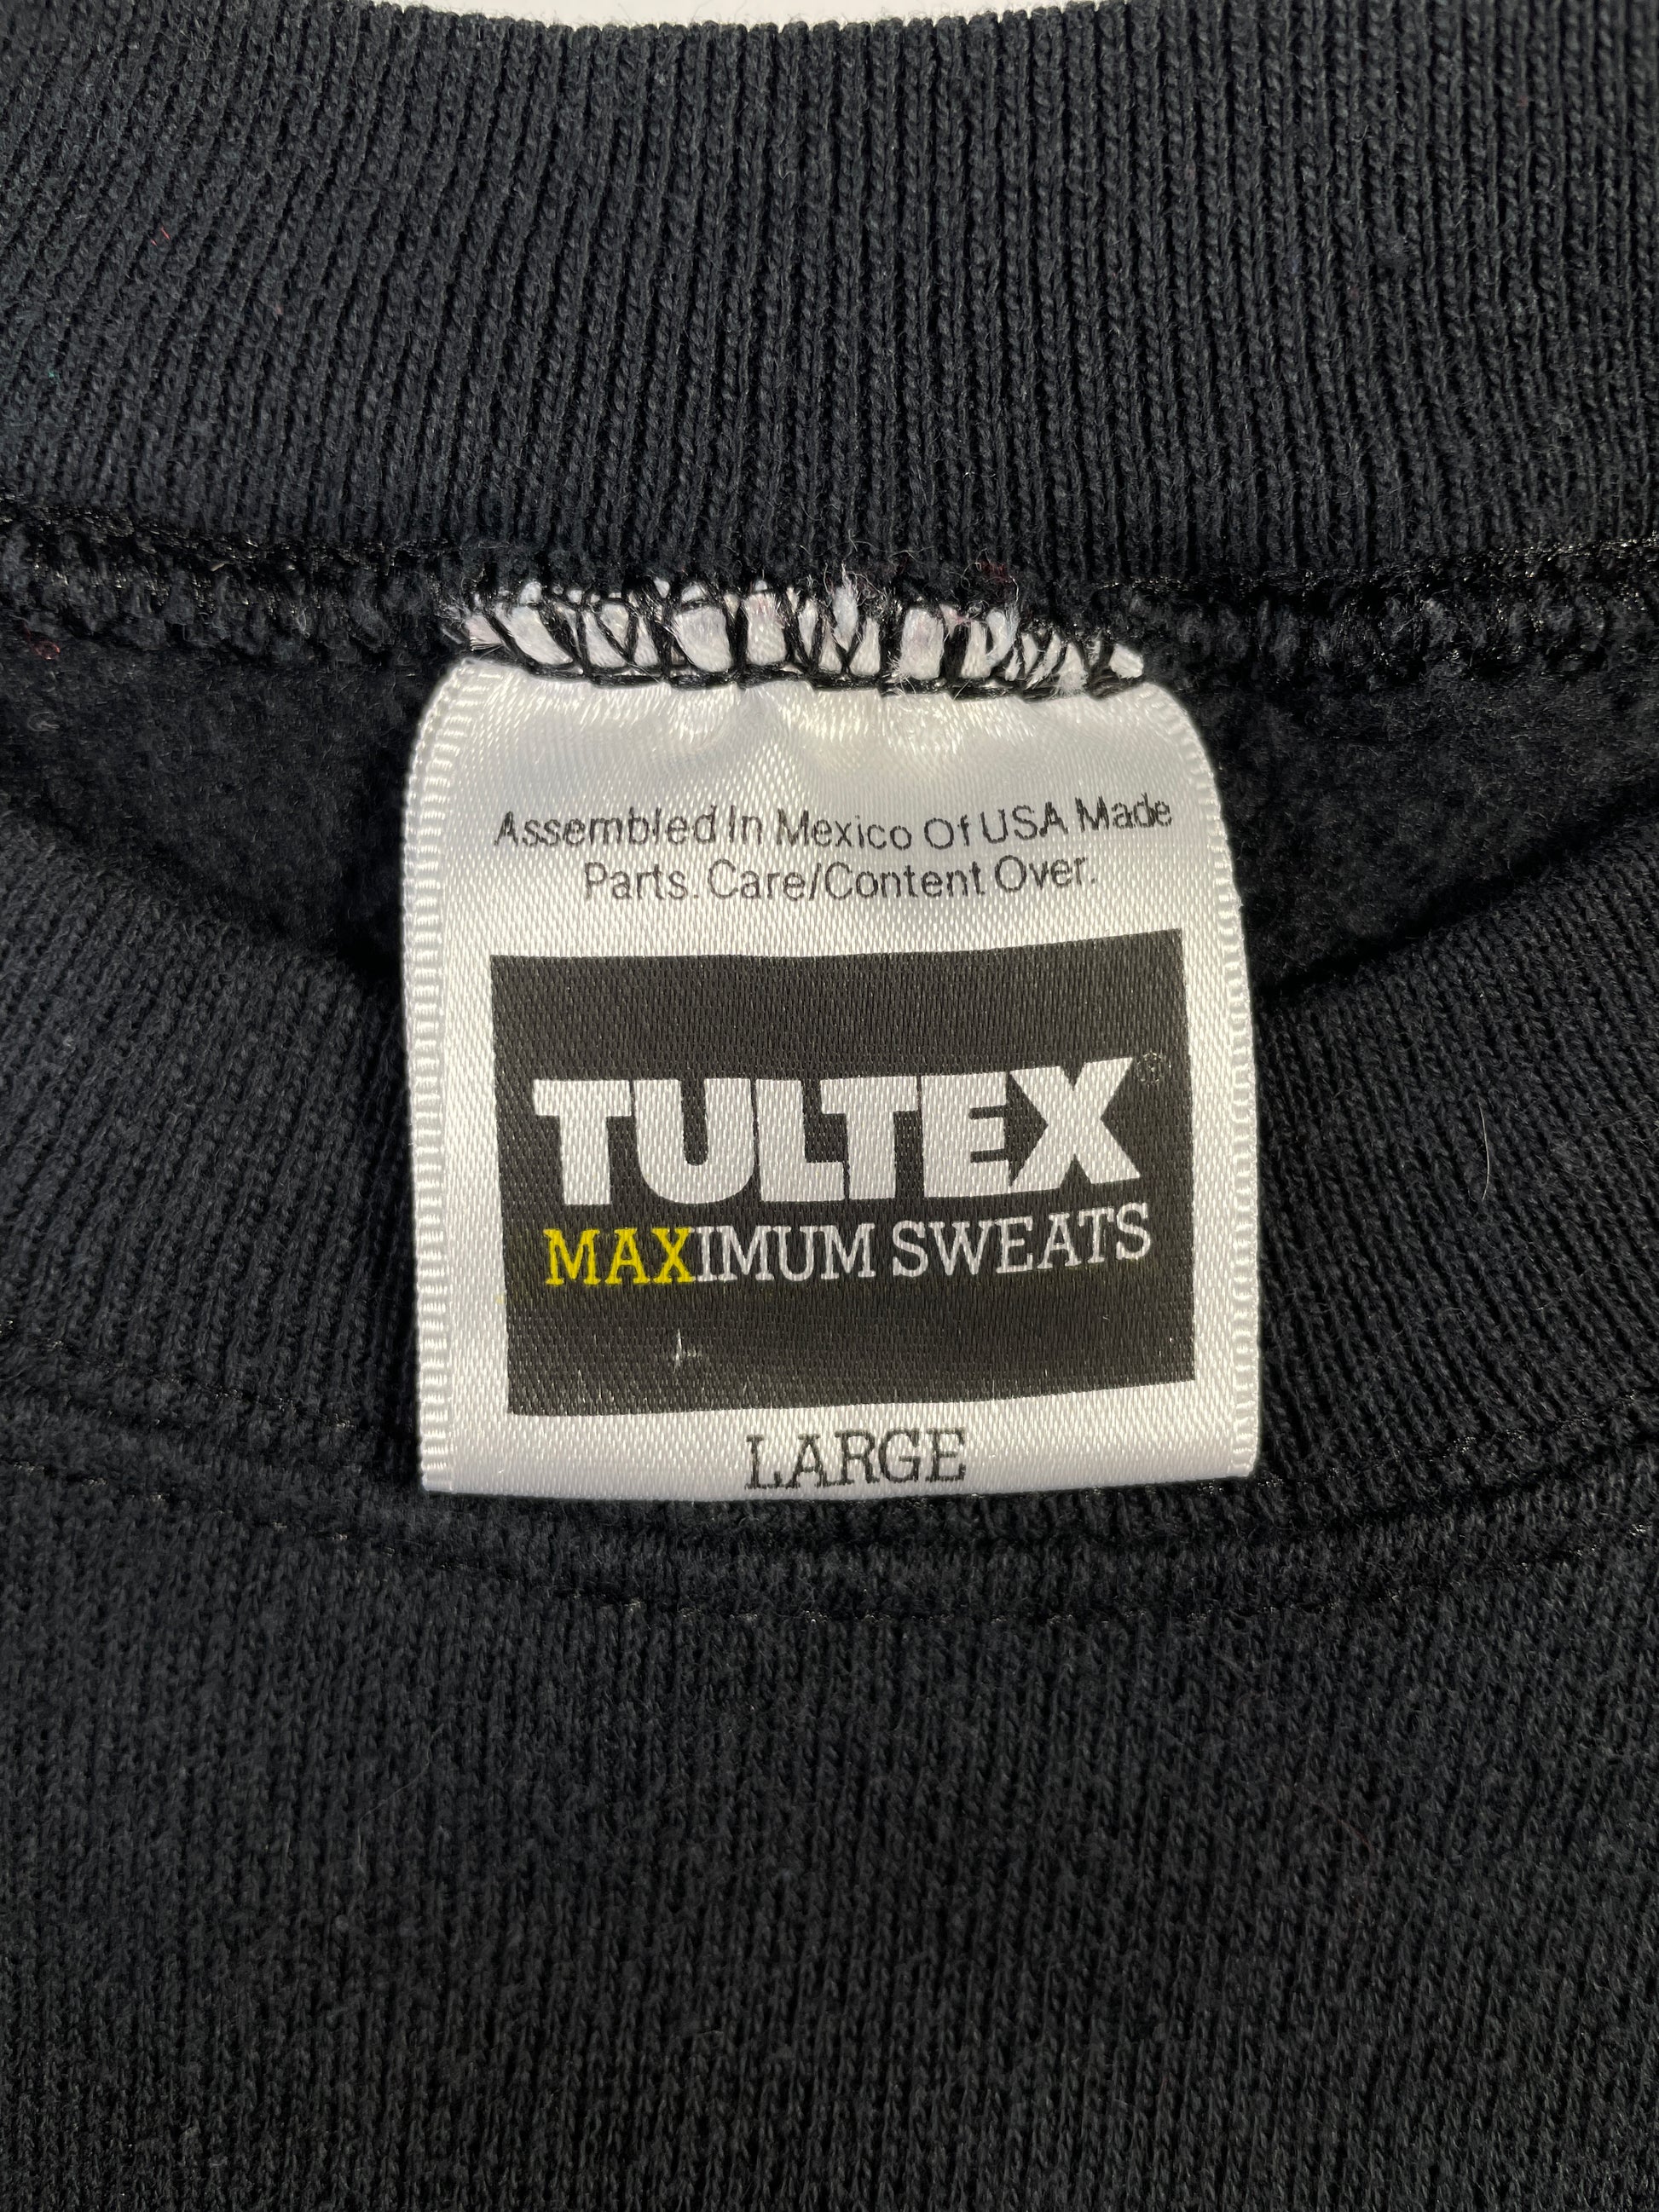 Assembled In Mexico Of USA Made
Parts. Care/Content Over.
TULTEX®
MAXIMUM SWEATS
LARGE